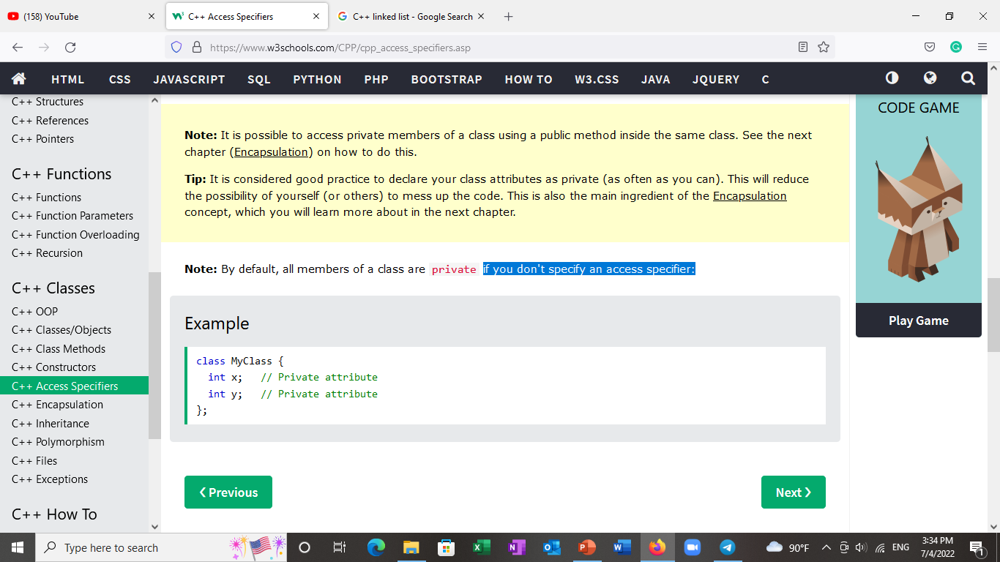 (158) YouTube
C++ Access Specifiers
C++ linked list - Google Search
https://www.w3schools.com/CPP/cpp_access_specifiers.asp
HTML CSS JAVASCRIPT SQL PYTHON PHP BOOTSTRAP HOW TO W3.CSS JAVA JQUERY C
C++ Structures
C++ References
C++ Pointers
C++ Functions
C++ Functions
C++ Function Parameters
C++ Function Overloading
C++ Recursion
C++ Classes
C++ OOP
C++ Classes/Objects
C++ Class Methods
C++ Constructors
C++ Access Specifiers
C++ Encapsulation
C++ Inheritance
C++ Polymorphism
C++ Files
C++ Exceptions
C++ How To
Note: It is possible to access private members of a class using a public method inside the same class. See the next
chapter (Encapsulation) on how to do this.
Tip: It is considered good practice to declare your class attributes as private (as often as you can). This will reduce
the possibility of yourself (or others) to mess up the code. This is also the main ingredient of the Encapsulation
concept, which you will learn more about in the next chapter.
Note: By default, all members of a class are private if you don't specify an access specifier:
Example
class MyClass {
int x; // Private attribute
int y; // Private attribute
};
❮ Previous
Next ❯
CODE GAME
Play Game
Type here to search
90°F
ENG
3:34 PM
7/4/2022
1